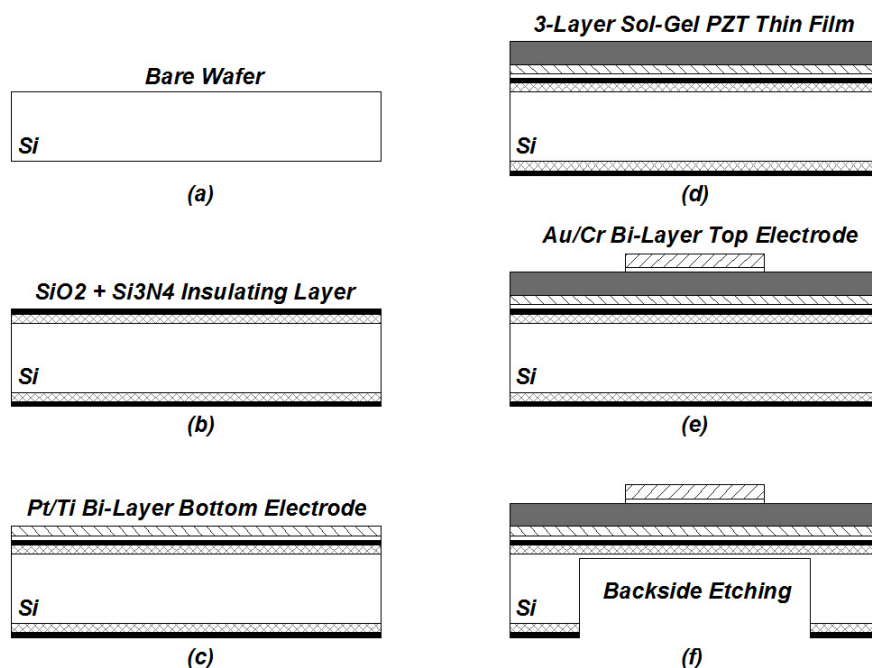 Bare Wafer
Si
(a)
SiO2 + Si3N4 Insulating Layer
Si
(b)
Pt/Ti Bi-Layer Bottom Electrode
Si
(c)
3-Layer Sol-Gel PZT Thin Film
Si
(d)
Au/Cr Bi-Layer Top Electrode
Si
(e)
Backside Etching
Si
(f)